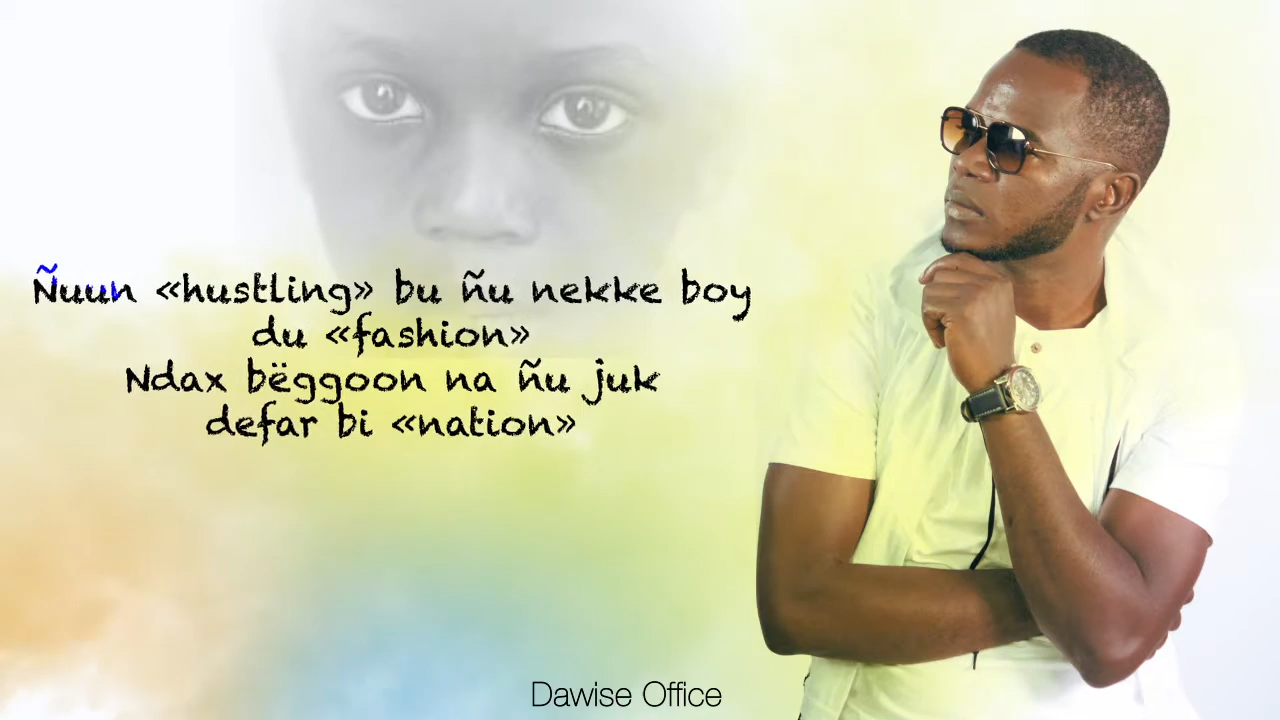 Ñuun «hustling» bu ñu nekke boy
du «fashion»
Ndax bëggoon na ñu juk
defar bi «nation»
Dawise Office